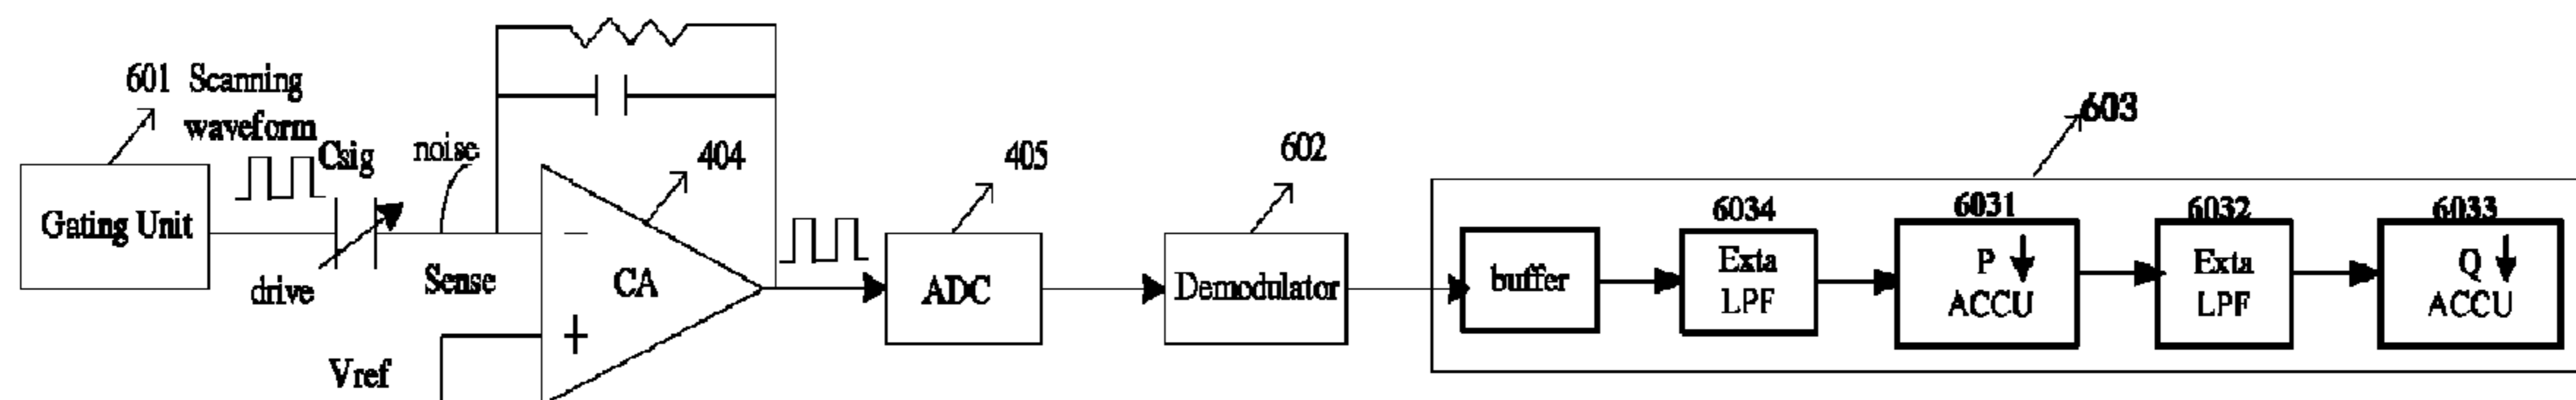 601 Scanning
waveform
Csig
noise
404
405
602
603
Gating Unit
drive
Sense
−
CA
+
Vref
ADC
Demodulator
buffer
6034
Exta
LPF
6031
P ↓
ACCU
6032
Exta
LPF
6033
Q ↓
ACCU